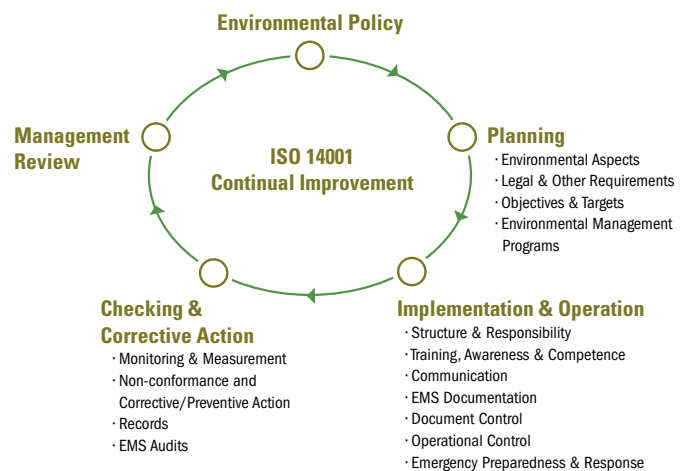 Environmental Policy
Management
Review
ISO 14001
Continual Improvement
Planning
· Environmental Aspects
· Legal & Other Requirements
· Objectives & Targets
· Environmental Management
Programs
Checking &
Corrective Action
· Monitoring & Measurement
· Non-conformance and
Corrective/Preventive Action
· Records
· EMS Audits
Implementation & Operation
· Structure & Responsibility
· Training, Awareness & Competence
· Communication
· EMS Documentation
· Document Control
· Operational Control
· Emergency Preparedness & Response